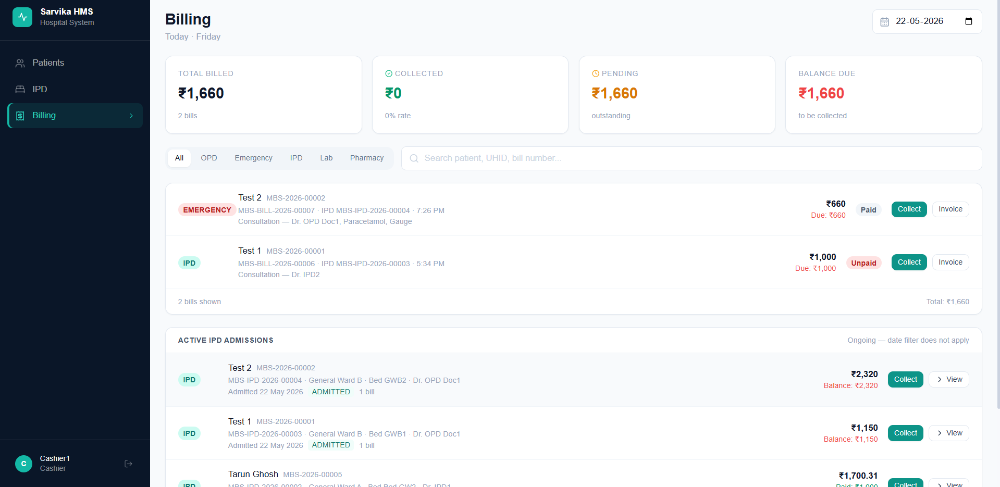 Sarvika HMS
Hospital System
Patients
IPD
Billing
Cashier1
Cashier
C
Billing
Today · Friday
22-05-2026
TOTAL BILLED
₹1,660
2 bills
COLLECTED
₹0
0% rate
PENDING
₹1,660
outstanding
BALANCE DUE
₹1,660
to be collected
All OPD Emergency IPD Lab Pharmacy
Search patient, UHID, bill number...
EMERGENCY
Test 2 MBS-2026-00002
MBS-BILL-2026-00007 · IPD MBS-IPD-2026-00004 · 7:26 PM
Consultation — Dr. OPD Doc1, Paracetamol, Gauge
₹660
Due: ₹660
Paid
Collect
Invoice
IPD
Test 1 MBS-2026-00001
MBS-BILL-2026-00006 · IPD MBS-IPD-2026-00003 · 5:34 PM
Consultation — Dr. IPD2
₹1,000
Due: ₹1,000
Unpaid
Collect
Invoice
2 bills shown
Total: ₹1,660
ACTIVE IPD ADMISSIONS
Ongoing — date filter does not apply
IPD
Test 2 MBS-2026-00002
MBS-IPD-2026-00004 · General Ward B · Bed GWB2 · Dr. OPD Doc1
Admitted 22 May 2026 ADMITTED 1 bill
₹2,320
Balance: ₹2,320
Collect
View
IPD
Test 1 MBS-2026-00001
MBS-IPD-2026-00003 · General Ward B · Bed GWB1 · Dr. OPD Doc1
Admitted 22 May 2026 ADMITTED 1 bill
₹1,150
Balance: ₹1,150
Collect
View
IPD
Tarun Ghosh MBS-2026-00005
MBS-IPD-2026-00002 · General Ward A · Bed Bed GW2 · Dr. IPD1
₹1,700.31
Paid: ₹1,000
Collect
View